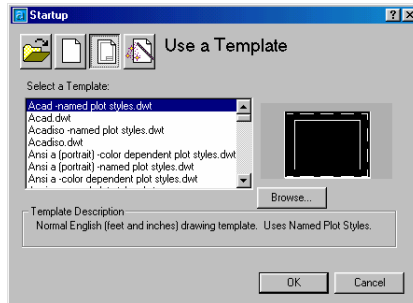 Startup
Use a Template
Select a Template:
Acad -named plot styles.dwt
Acad.dwt
Acadiso -named plot styles.dwt
Acadiso.dwt
Ansi a (portrait) -color dependent plot styles.dwt
Ansi a (portrait) -named plot styles.dwt
Ansi a -color dependent plot styles.dwt
Browse...
Template Description
Normal English (feet and inches) drawing template. Uses Named Plot Styles.
OK
Cancel